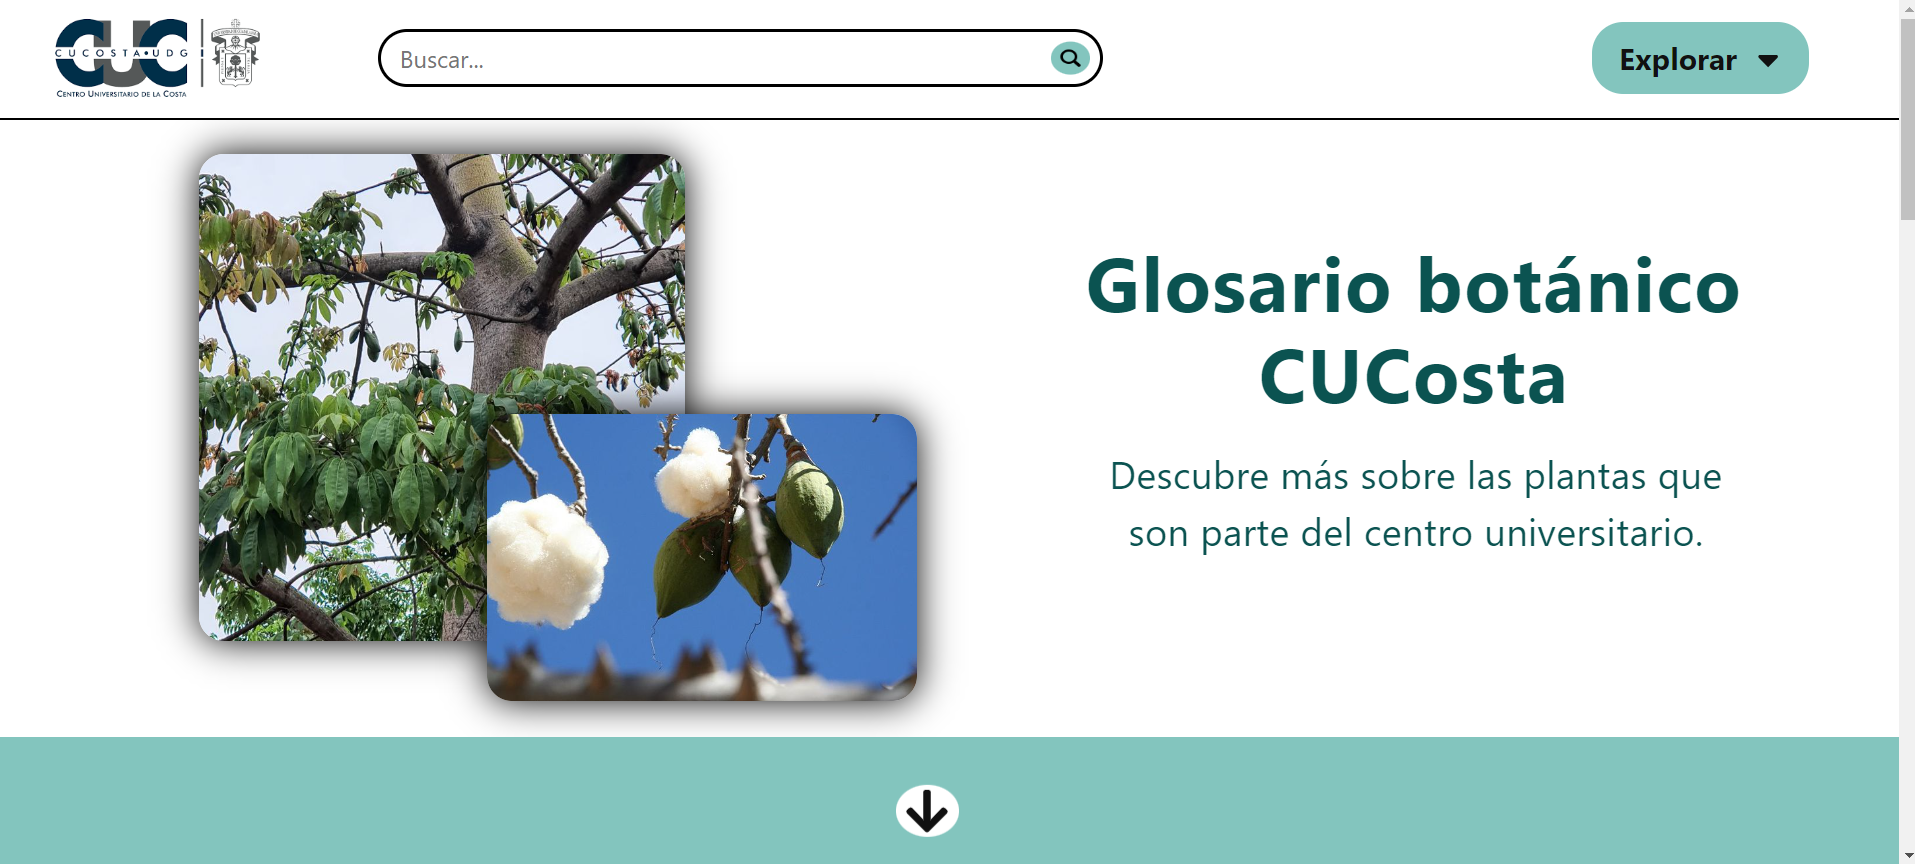 CUCOSTA•UDG
CENTRO UNIVERSITARIO DE LA COSTA
Buscar...
Explorar
Glosario botánico
CUCosta
Descubre más sobre las plantas que
son parte del centro universitario.